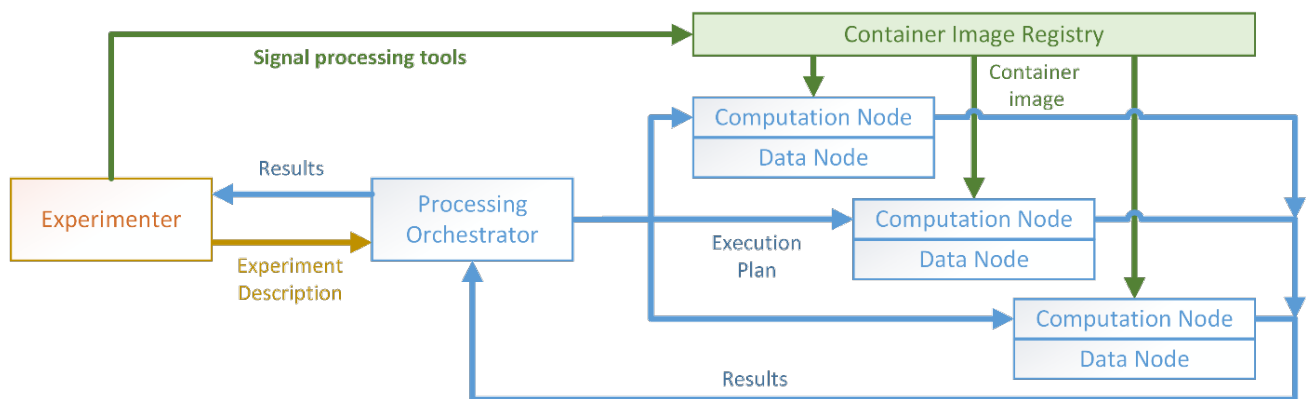 Container Image Registry
Signal processing tools
Container
image
Computation Node
Data Node
Results
Experimenter
Processing
Orchestrator
Computation Node
Data Node
Execution
Plan
Experiment
Description
Computation Node
Data Node
Results